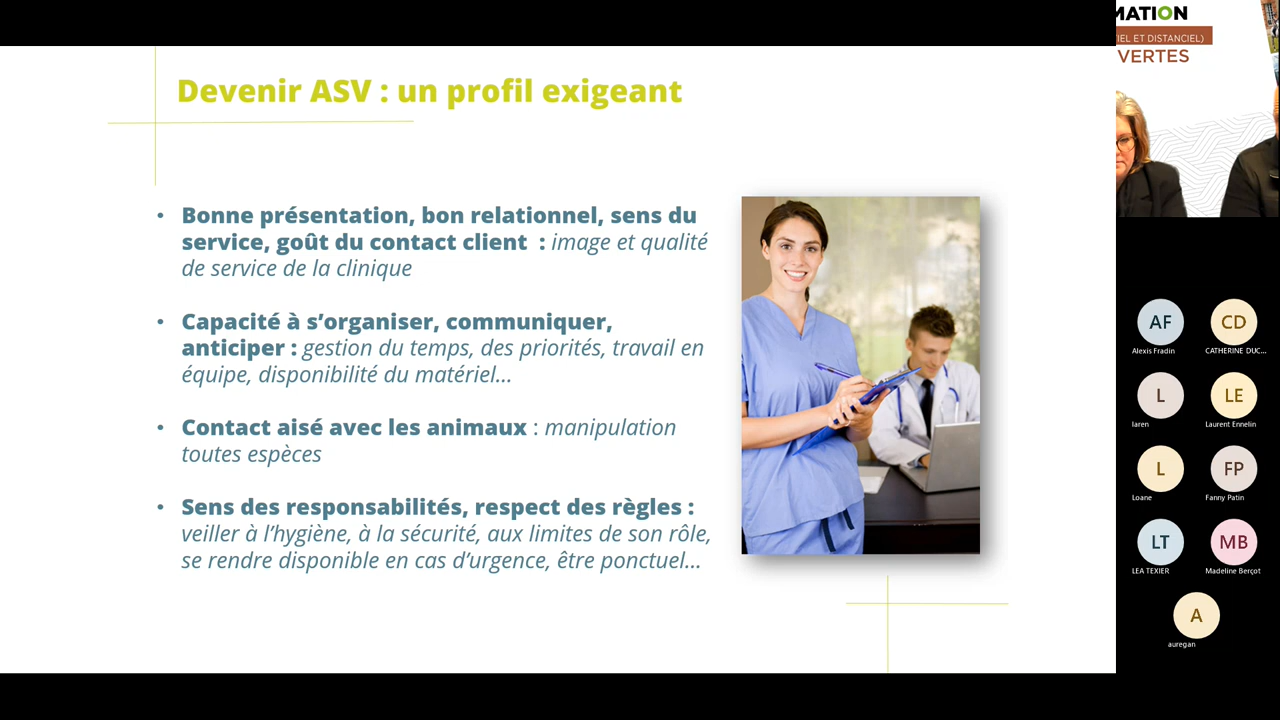 Devenir ASV : un profil exigeant
• Bonne présentation, bon relationnel, sens du
service, goût du contact client : image et qualité
de service de la clinique
• Capacité à s’organiser, communiquer,
anticiper : gestion du temps, des priorités, travail en
équipe, disponibilité du matériel...
• Contact aisé avec les animaux : manipulation
toutes espèces
• Sens des responsabilités, respect des règles :
veiller à l’hygiène, à la sécurité, aux limites de son rôle,
se rendre disponible en cas d’urgence, être ponctuel...
MATION
IEL ET DISTANCIEL)
VERTES
AF
Alexis Fradin
CD
CATHERINE DUC...
L
laren
LE
Laurent Ennelin
L
Loane
FP
Fanny Patin
LT
LEA TEXIER
MB
Madeline Berçot
A
auregan